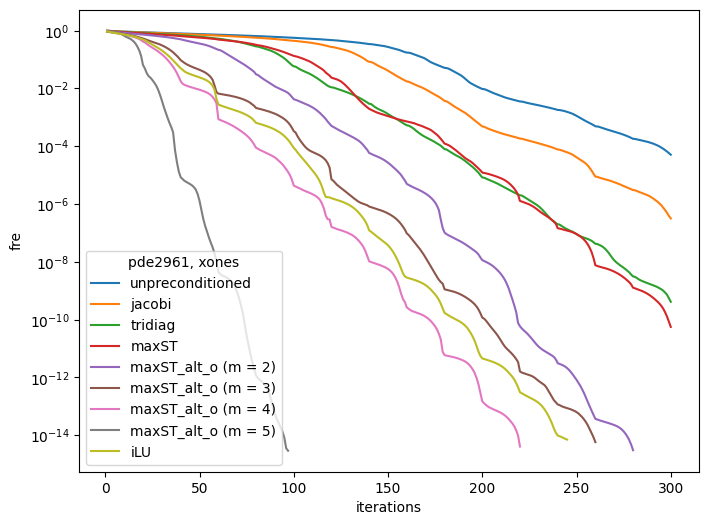 10⁰
10⁻²
10⁻⁴
10⁻⁶
10⁻⁸
10⁻¹⁰
10⁻¹²
10⁻¹⁴
fre
pde2961, xones
unpreconditioned
jacobi
tridiag
maxST
maxST_alt_o (m = 2)
maxST_alt_o (m = 3)
maxST_alt_o (m = 4)
maxST_alt_o (m = 5)
iLU
0 50 100 150 200 250 300
iterations